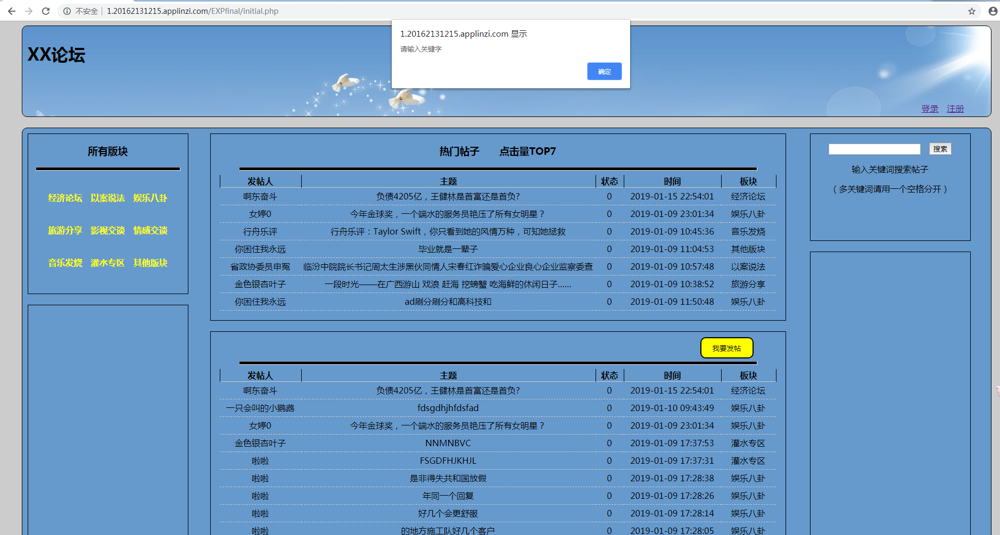 不安全 1.20162131215.applinzi.com/EXPfinal/initial.php
1.20162131215.applinzi.com 显示
请输入关键字
确定
XX论坛
登录 注册
所有版块
经济论坛 以案说法 娱乐八卦
旅游分享 影视交谈 情感交谈
音乐发烧 灌水专区 其他版块
热门帖子 点击量TOP7
发帖人 主题 状态 时间 板块
啊东奋斗 负债4205亿，王健林是首富还是首负? 0 2019-01-15 22:54:01 经济论坛
女婷0 今年金球奖，一个端水的服务员艳压了所有女明星？ 0 2019-01-09 23:01:34 娱乐八卦
行舟乐评 行舟乐评：Taylor Swift，你只看到她的风情万种，可知她拯救 0 2019-01-09 10:45:36 音乐发烧
你困住我永远 毕业就是一辈子 0 2019-01-09 11:04:53 其他版块
省政协委员申冤 临汾中院院长书记周太生涉黑伙同情人宋春红诈骗爱心企业良心企业监察委查 0 2019-01-09 10:57:48 以案说法
金色银杏叶子 一段时光——在广西游山 戏浪 赶海 挖螃蟹 吃海鲜的休闲日子...... 0 2019-01-09 10:38:52 旅游分享
你困住我永远 ad刷分刷分和高科技和 0 2019-01-09 11:50:48 娱乐八卦
我要发帖
发帖人 主题 状态 时间 板块
啊东奋斗 负债4205亿，王健林是首富还是首负? 0 2019-01-15 22:54:01 经济论坛
一只会叫的小鹦鹉 fdsgdhjhfdsfad 0 2019-01-10 09:43:49 娱乐八卦
女婷0 今年金球奖，一个端水的服务员艳压了所有女明星？ 0 2019-01-09 23:01:34 娱乐八卦
金色银杏叶子 NNMNBVC 0 2019-01-09 17:37:53 灌水专区
啦啦 FSGDFHJKHJL 0 2019-01-09 17:37:31 灌水专区
啦啦 是非得失共和国放假 0 2019-01-09 17:28:38 娱乐八卦
啦啦 年同一个回复 0 2019-01-09 17:28:26 娱乐八卦
啦啦 好几个会更舒服 0 2019-01-09 17:28:14 娱乐八卦
啦啦 的地方施工队好几个客户 0 2019-01-09 17:28:05 娱乐八卦
搜索
输入关键词搜索帖子
（多关键词请用一个空格分开）